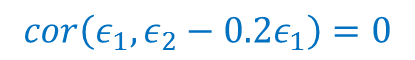 cor(ϵ₁, ϵ₂ − 0.2ϵ₁) = 0